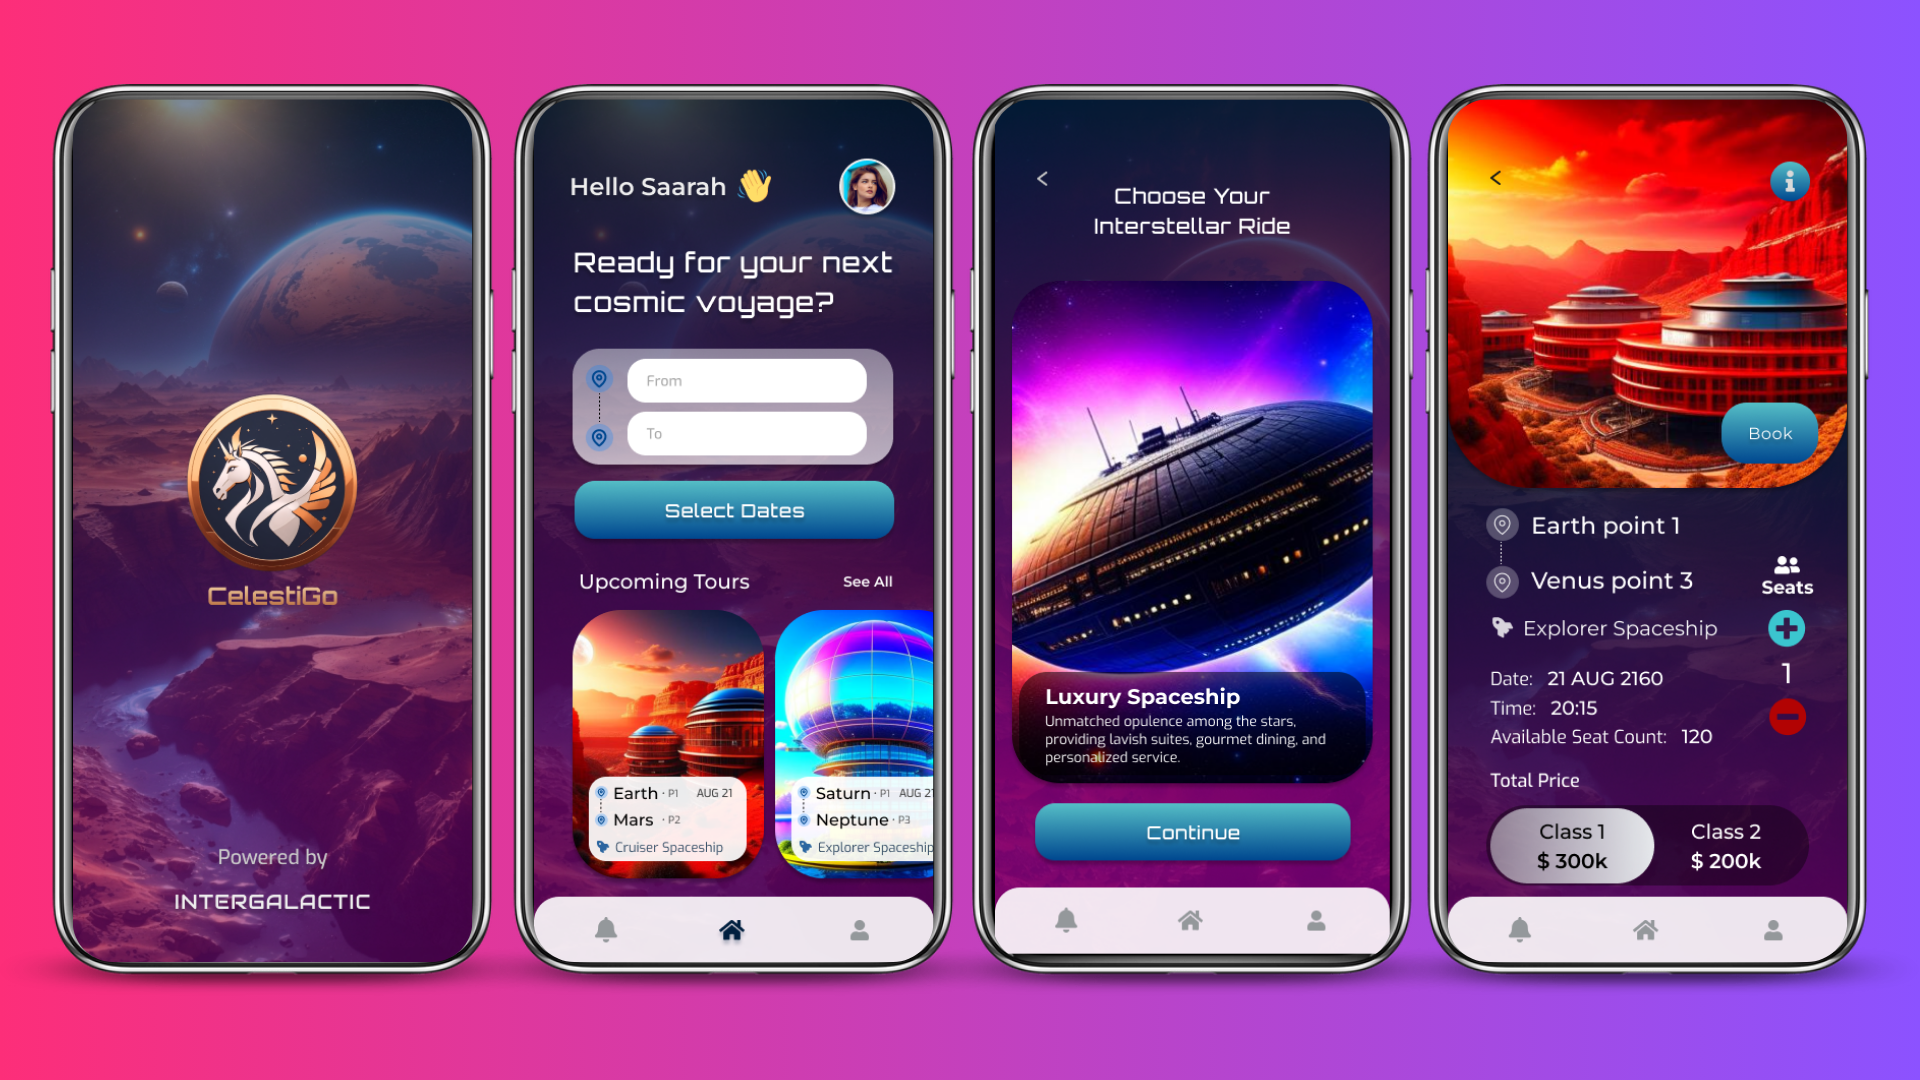 CelestiGo
Powered by
INTERGALACTIC
Hello Saarah
Ready for your next
cosmic voyage?
From
To
Select Dates
Upcoming Tours
See All
Earth · P1 AUG 21
Mars · P2
Cruiser Spaceship
Saturn · P1 AUG 21
Neptune · P3
Explorer Spaceship
Choose Your
Interstellar Ride
Luxury Spaceship
Unmatched opulence among the stars,
providing lavish suites, gourmet dining, and
personalized service.
Continue
Book
Earth point 1
Venus point 3
Seats
Explorer Spaceship
1
Date: 21 AUG 2160
Time: 20:15
Available Seat Count: 120
Total Price
Class 1
$ 300k
Class 2
$ 200k